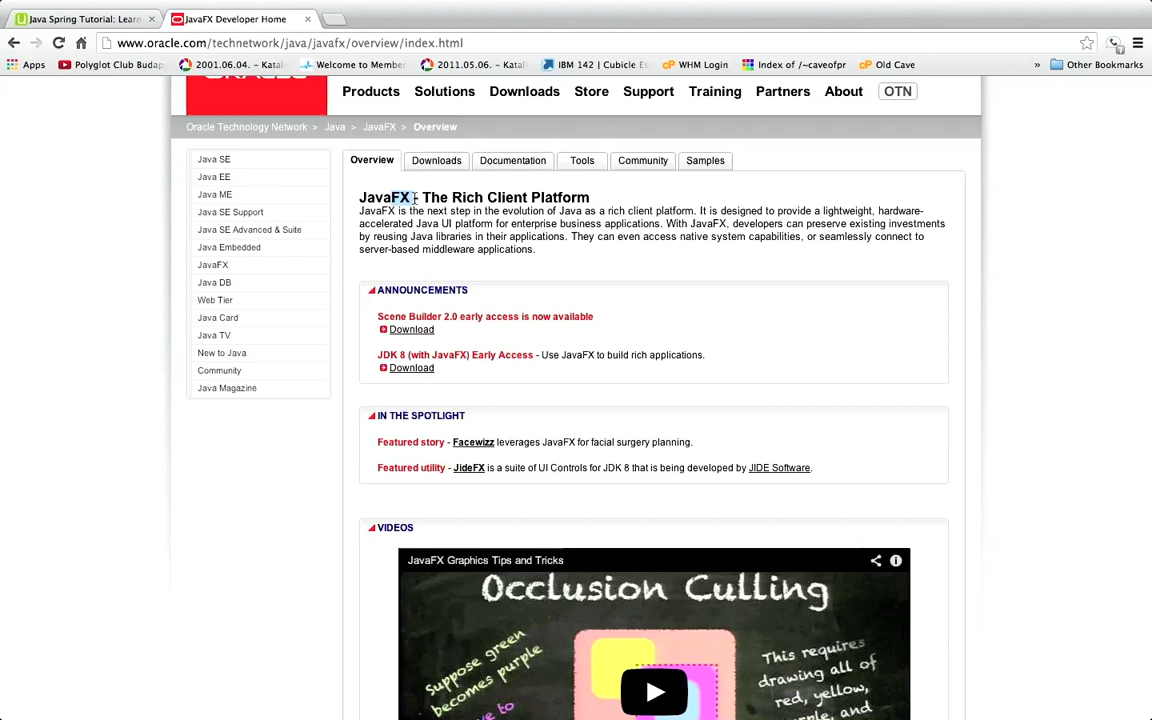 Java Spring Tutorial: Learn
JavaFX Developer Home
www.oracle.com/technetwork/java/javafx/overview/index.html
Apps
Polyglot Club Budap
2001.06.04. - Katali
Welcome to Member
2011.05.06. - Katali
IBM 142 | Cubicle Es
WHM Login
Index of /~caveofpr
Old Cave
»
Other Bookmarks
Products
Solutions
Downloads
Store
Support
Training
Partners
About
OTN
Oracle Technology Network > Java > JavaFX > Overview
Java SE
Java EE
Java ME
Java SE Support
Java SE Advanced & Suite
Java Embedded
JavaFX
Java DB
Web Tier
Java Card
Java TV
New to Java
Community
Java Magazine
Overview
Downloads
Documentation
Tools
Community
Samples
JavaFX - The Rich Client Platform
JavaFX is the next step in the evolution of Java as a rich client platform. It is designed to provide a lightweight, hardware-
accelerated Java UI platform for enterprise business applications. With JavaFX, developers can preserve existing investments
by reusing Java libraries in their applications. They can even access native system capabilities, or seamlessly connect to
server-based middleware applications.
ANNOUNCEMENTS
Scene Builder 2.0 early access is now available
Download
JDK 8 (with JavaFX) Early Access - Use JavaFX to build rich applications.
Download
IN THE SPOTLIGHT
Featured story - Facewizz leverages JavaFX for facial surgery planning.
Featured utility - JideFX is a suite of UI Controls for JDK 8 that is being developed by JIDE Software.
VIDEOS
JavaFX Graphics Tips and Tricks
Occlusion Culling
Suppose green
becomes purple
This requires
drawing all of
red, yellow,
purple, and